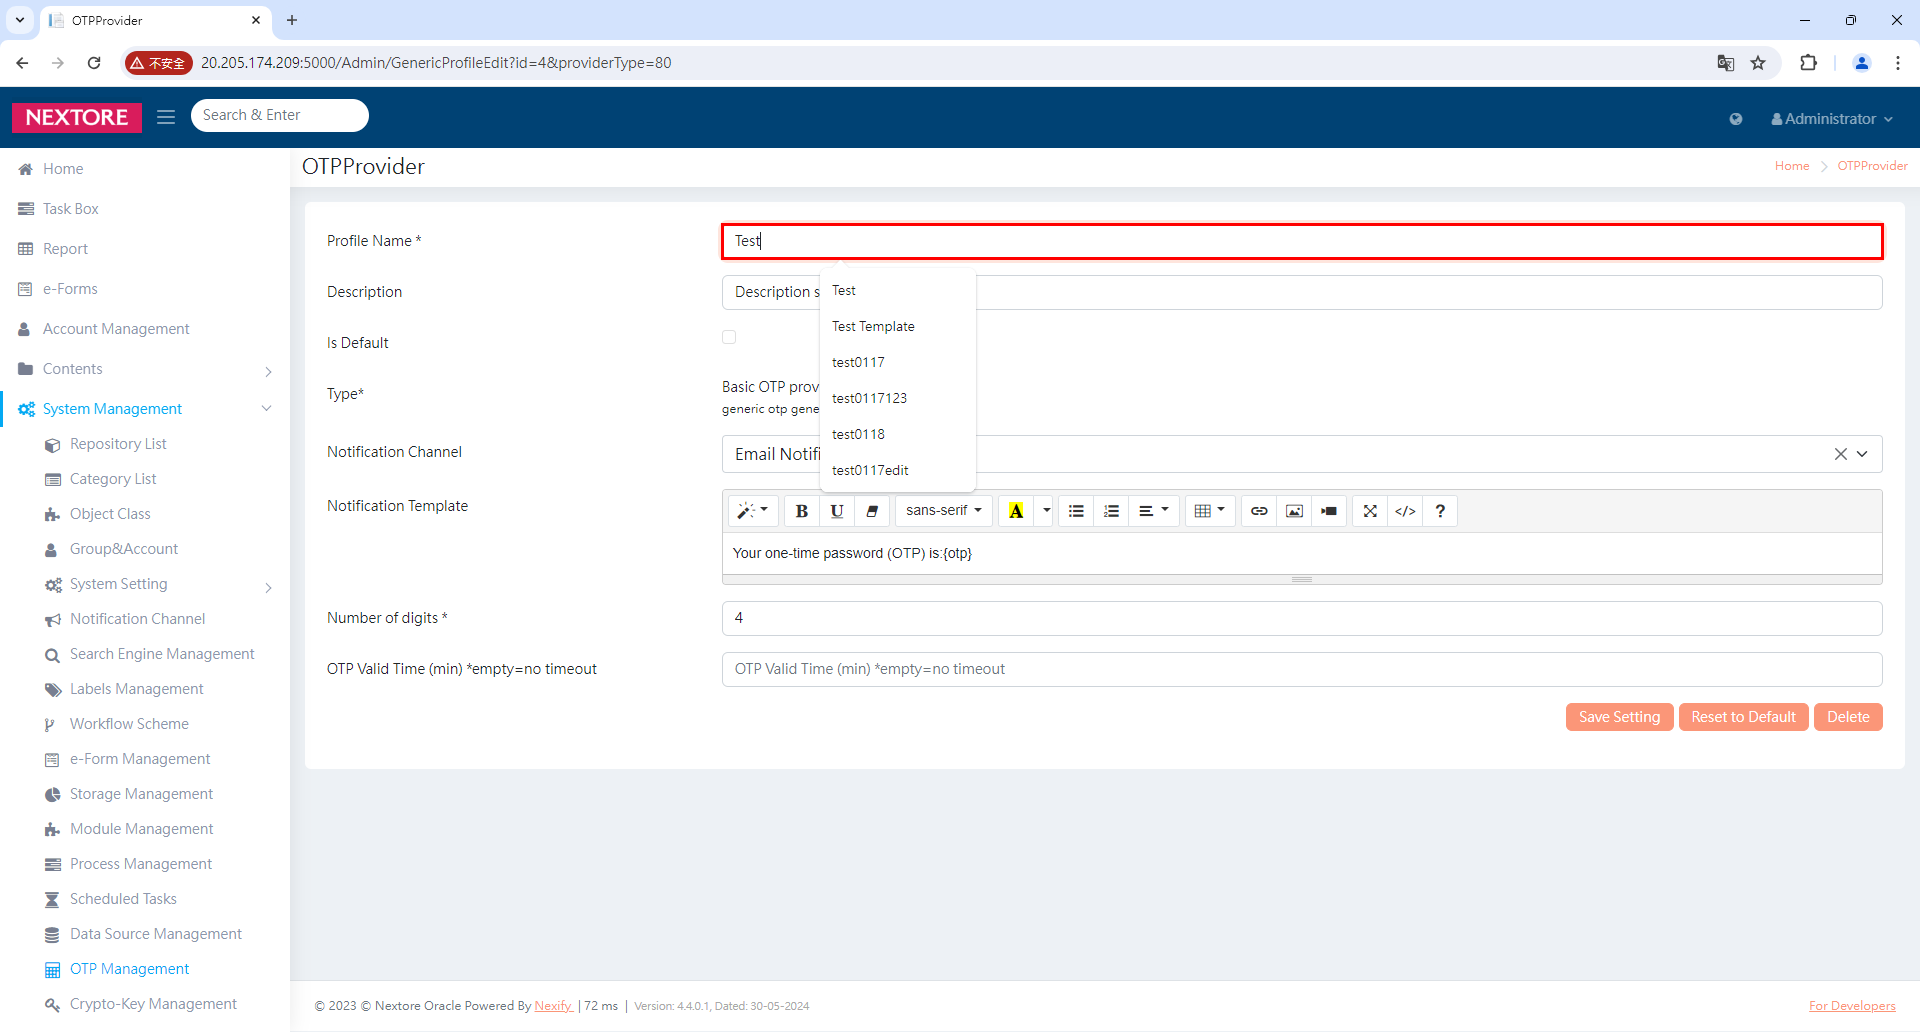 OTPProvider
不安全
20.205.174.209:5000/Admin/GenericProfileEdit?id=4&providerType=80
NEXTORE
Search & Enter
Administrator
Home
Task Box
Report
e-Forms
Account Management
Contents
System Management
Repository List
Category List
Object Class
Group&Account
System Setting
Notification Channel
Search Engine Management
Labels Management
Workflow Scheme
e-Form Management
Storage Management
Module Management
Process Management
Scheduled Tasks
Data Source Management
OTP Management
Crypto-Key Management
OTPProvider
Home > OTPProvider
Profile Name *
Test
Description
Description s
Is Default
Type*
Basic OTP prov
generic otp gene
Test
Test Template
test0117
test0117123
test0118
test0117edit
Notification Channel
Email Notifi
Notification Template
B U sans-serif A </> ?
Your one-time password (OTP) is:{otp}
Number of digits *
4
OTP Valid Time (min) *empty=no timeout
OTP Valid Time (min) *empty=no timeout
Save Setting
Reset to Default
Delete
© 2023 © Nextore Oracle Powered By Nexify | 72 ms | Version: 4.4.0.1, Dated: 30-05-2024
For Developers